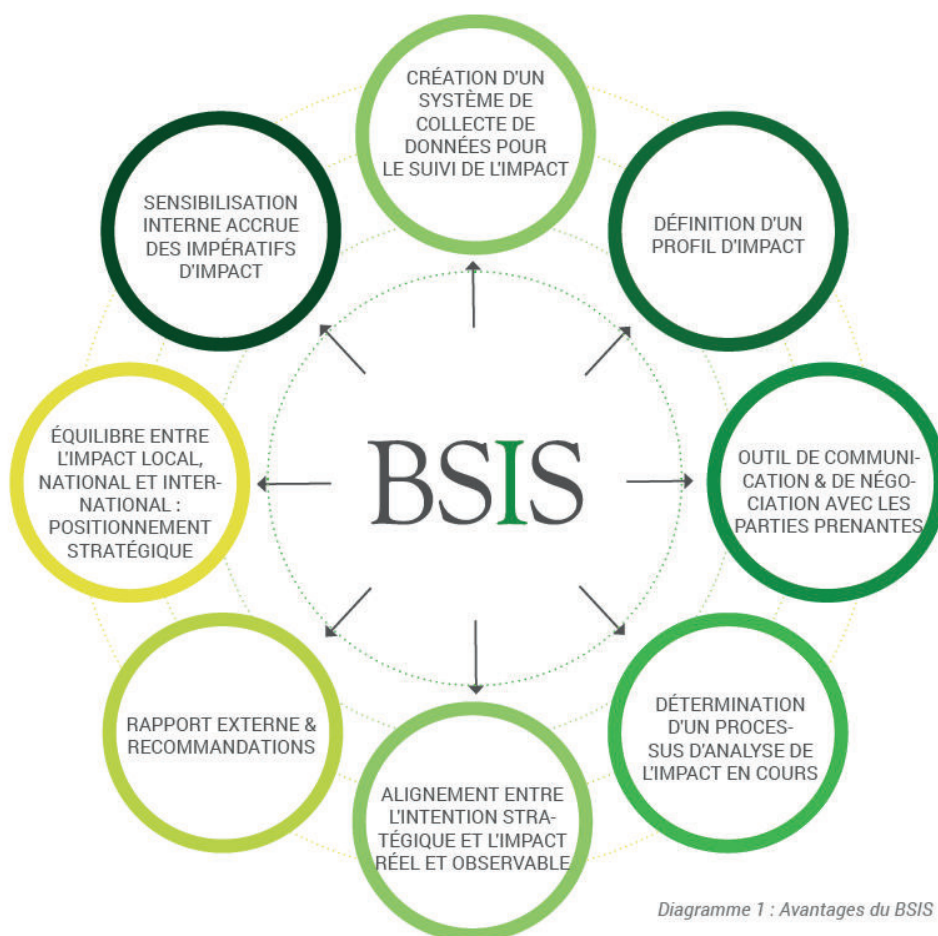 CRÉATION D'UN
SYSTÈME DE
COLLECTE DE
DONNÉES POUR
LE SUIVI DE L'IMPACT
DÉFINITION D'UN
PROFIL D'IMPACT
OUTIL DE COMMUNI-
CATION & DE NÉGO-
CIATION AVEC LES
PARTIES PRENANTES
DÉTERMINATION
D'UN PROCES-
SUS D'ANALYSE DE
L'IMPACT EN COURS
ALIGNEMENT ENTRE
L'INTENTION STRA-
TÉGIQUE ET L'IMPACT
RÉEL ET OBSERVABLE
RAPPORT EXTERNE &
RECOMMANDATIONS
ÉQUILIBRE ENTRE
L'IMPACT LOCAL,
NATIONAL ET INTER-
NATIONAL :
POSITIONNEMENT
STRATÉGIQUE
SENSIBILISATION
INTERNE ACCRUE
DES IMPÉRATIFS
D'IMPACT
BSIS
Diagramme 1 : Avantages du BSIS